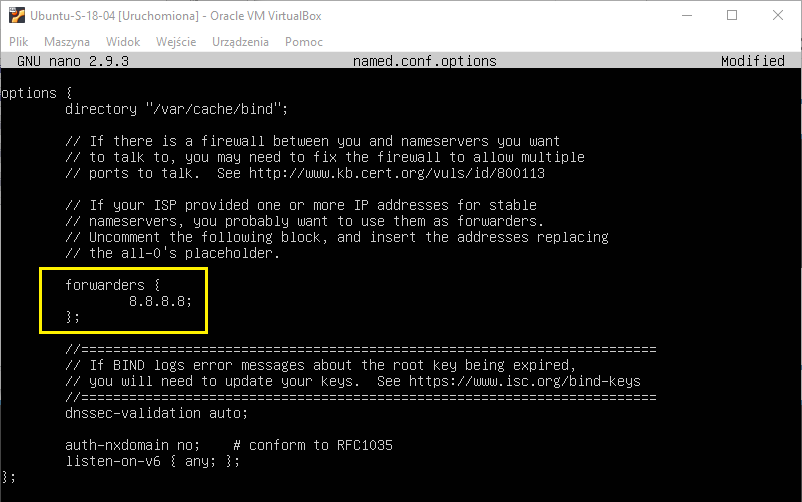 Ubuntu-S-18-04 [Uruchomiona] - Oracle VM VirtualBox
Plik Maszyna Widok Wejście Urządzenia Pomoc
GNU nano 2.9.3 named.conf.options Modified
options {
directory "/var/cache/bind";
// If there is a firewall between you and nameservers you want
// to talk to, you may need to fix the firewall to allow multiple
// ports to talk.  See http://www.kb.cert.org/vuls/id/800113
// If your ISP provided one or more IP addresses for stable
// nameservers, you probably want to use them as forwarders.
// Uncomment the following block, and insert the addresses replacing
// the all-0's placeholder.
forwarders {
8.8.8.8;
};
//========================================================================
// If BIND logs error messages about the root key being expired,
// you will need to update your keys.  See https://www.isc.org/bind-keys
//========================================================================
dnssec-validation auto;
auth-nxdomain no;    # conform to RFC1035
listen-on-v6 { any; };
};